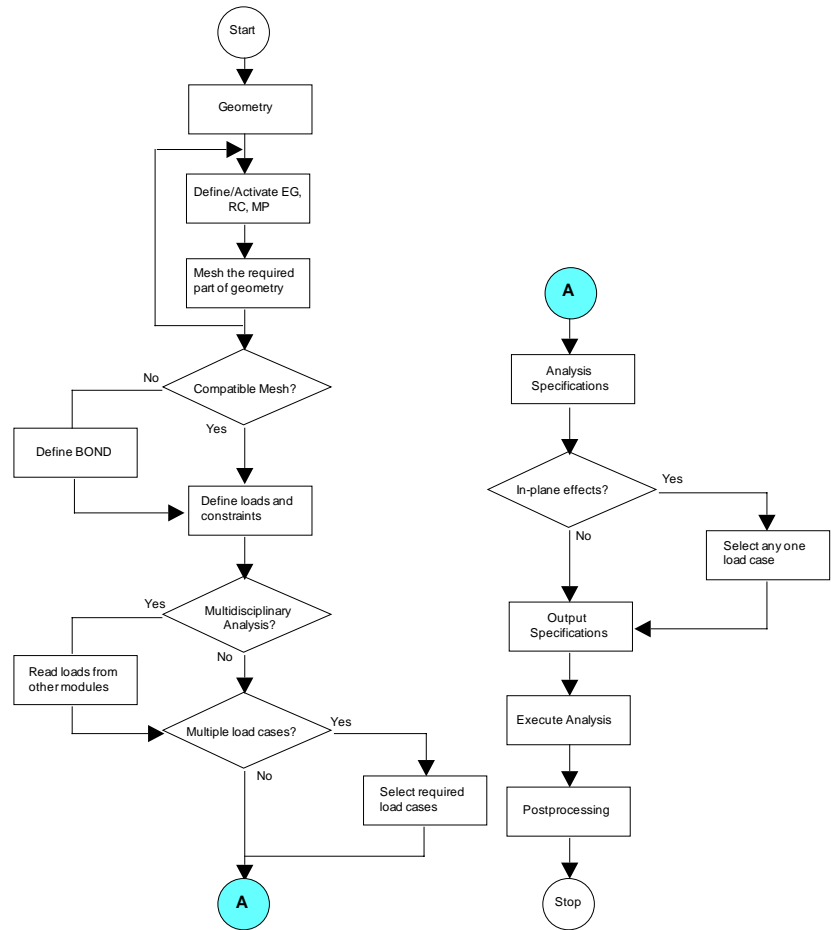 Start
Geometry
Define/Activate EG,
RC, MP
Mesh the required
part of geometry
Compatible Mesh?
No
Yes
Define BOND
Define loads and
constraints
Multidisciplinary
Analysis?
Yes
No
Read loads from
other modules
Multiple load cases?
Yes
No
Select required
load cases
A
A
Analysis
Specifications
In-plane effects?
Yes
No
Select any one
load case
Output
Specifications
Execute Analysis
Postprocessing
Stop